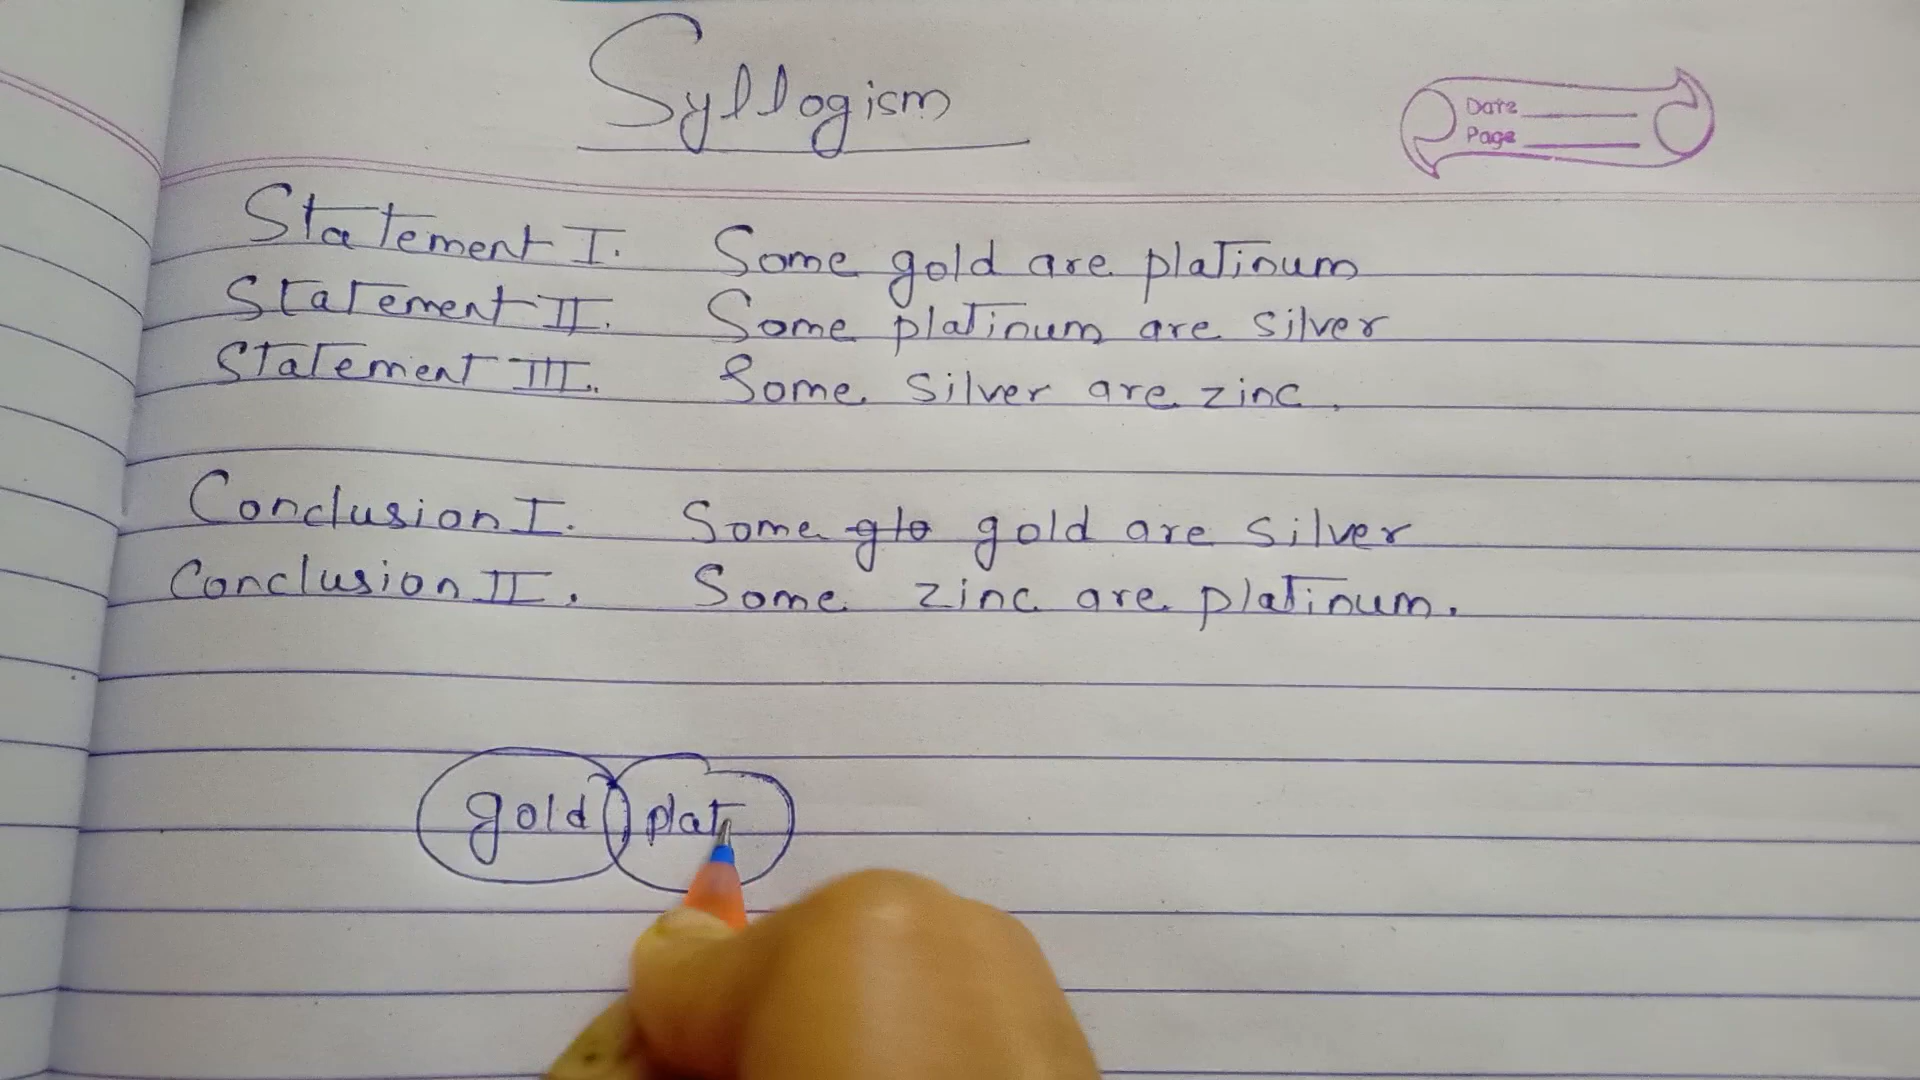 Syllogism
Date
Page
Statement I. Some gold are platinum
Statement II. Some platinum are silver
Statement III. Some silver are zinc.
Conclusion I. Some glo gold are silver
Conclusion II. Some zinc are platinum.
gold plat